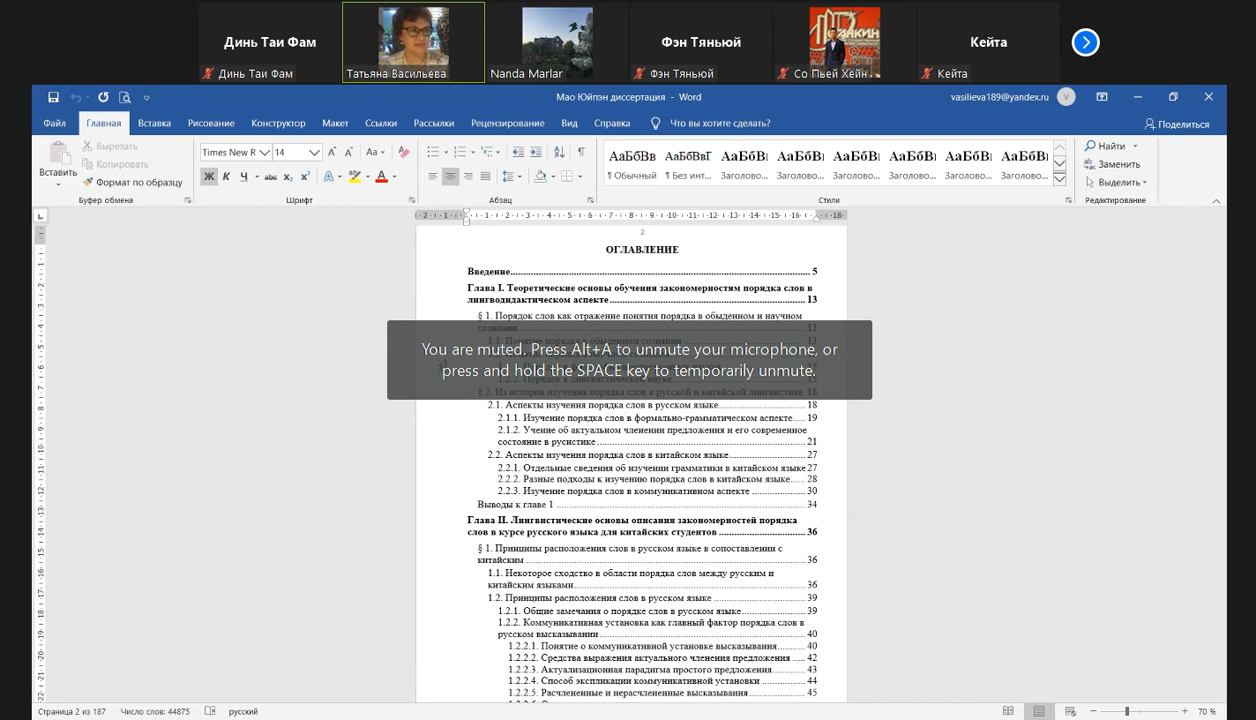 Динь Таи Фам
Фэн Тяньюй
Кейта
Динь Таи Фам
Татьяна Васильева
Nanda Marlar
Фэн Тяньюй
Со Пьей Хейн
Кейта
Мао Юйпэн диссертация - Word
vasilieva189@yandex.ru
V
Файл Главная Вставка Рисование Конструктор Макет Ссылки Рассылки Рецензирование Вид Справка Что вы хотите сделать? Поделиться
Вставить
Вырезать
Копировать
Формат по образцу
Буфер обмена
Times New R 14
Шрифт
Абзац
АаБбВв АаБбВвГ
¶ Обычный ¶ Без инт... Заголово... Заголово... Заголово... Заголово... Заголово... Заголово...
Стили
Найти
Заменить
Выделить
Редактирование
2
ОГЛАВЛЕНИЕ
Введение 5
Глава I. Теоретические основы обучения закономерностям порядка слов в
лингводидактическом аспекте 13
§ 1. Порядок слов как отражение понятия порядка в обыденном и научном
сознании 13
You are muted. Press Alt+A to unmute your microphone, or
press and hold the SPACE key to temporarily unmute.
1.2.2. Порядок в лингвистической науке 15
§ 2. Из истории изучения порядка слов в русской и китайской лингвистике 18
2.1. Аспекты изучения порядка слов в русском языке 18
2.1.1. Изучение порядка слов в формально-грамматическом аспекте 19
2.1.2. Учение об актуальном членении предложения и его современное
состояние в русистике 21
2.2. Аспекты изучения порядка слов в китайском языке 27
2.2.1. Отдельные сведения об изучении грамматики в китайском языке 27
2.2.2. Разные подходы к изучению порядка слов в китайском языке 28
2.2.3. Изучение порядка слов в коммуникативном аспекте 30
Выводы к главе 1 34
Глава II. Лингвистические основы описания закономерностей порядка
слов в курсе русского языка для китайских студентов 36
§ 1. Принципы расположения слов в русском языке в сопоставлении с
китайским 36
1.1. Некоторое сходство в области порядка слов между русским и
китайским языками 36
1.2. Принципы расположения слов в русском языке 39
1.2.1. Общие замечания о порядке слов в русском языке 39
1.2.2. Коммуникативная установка как главный фактор порядка слов в
русском высказывании 40
1.2.2.1. Понятие о коммуникативной установке высказывания 40
1.2.2.2. Средства выражения актуального членения предложения 42
1.2.2.3. Актуализационная парадигма простого предложения 43
1.2.2.4. Способ экспликации коммуникативной установки 44
1.2.2.5. Расчлененные и нерасчлененные высказывания 45
Страница 2 из 187 Число слов: 44875 русский 70 %